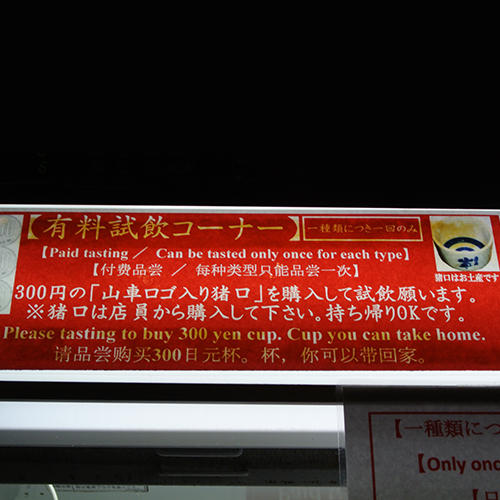 【有料試飲コーナー】 一種類につき一回のみ
【Paid tasting / Can be tasted only once for each type】
【付费品尝 / 每种类型只能品尝一次】
猪口はお土産です
300円の「山車ロゴ入り猪口」を購入して試飲願います。
※猪口は店員から購入して下さい。持ち帰りOKです。
Please tasting to buy 300 yen cup. Cup you can take home.
请品尝购买300日元杯。杯，你可以带回家。
【一種類につ
【Only onc